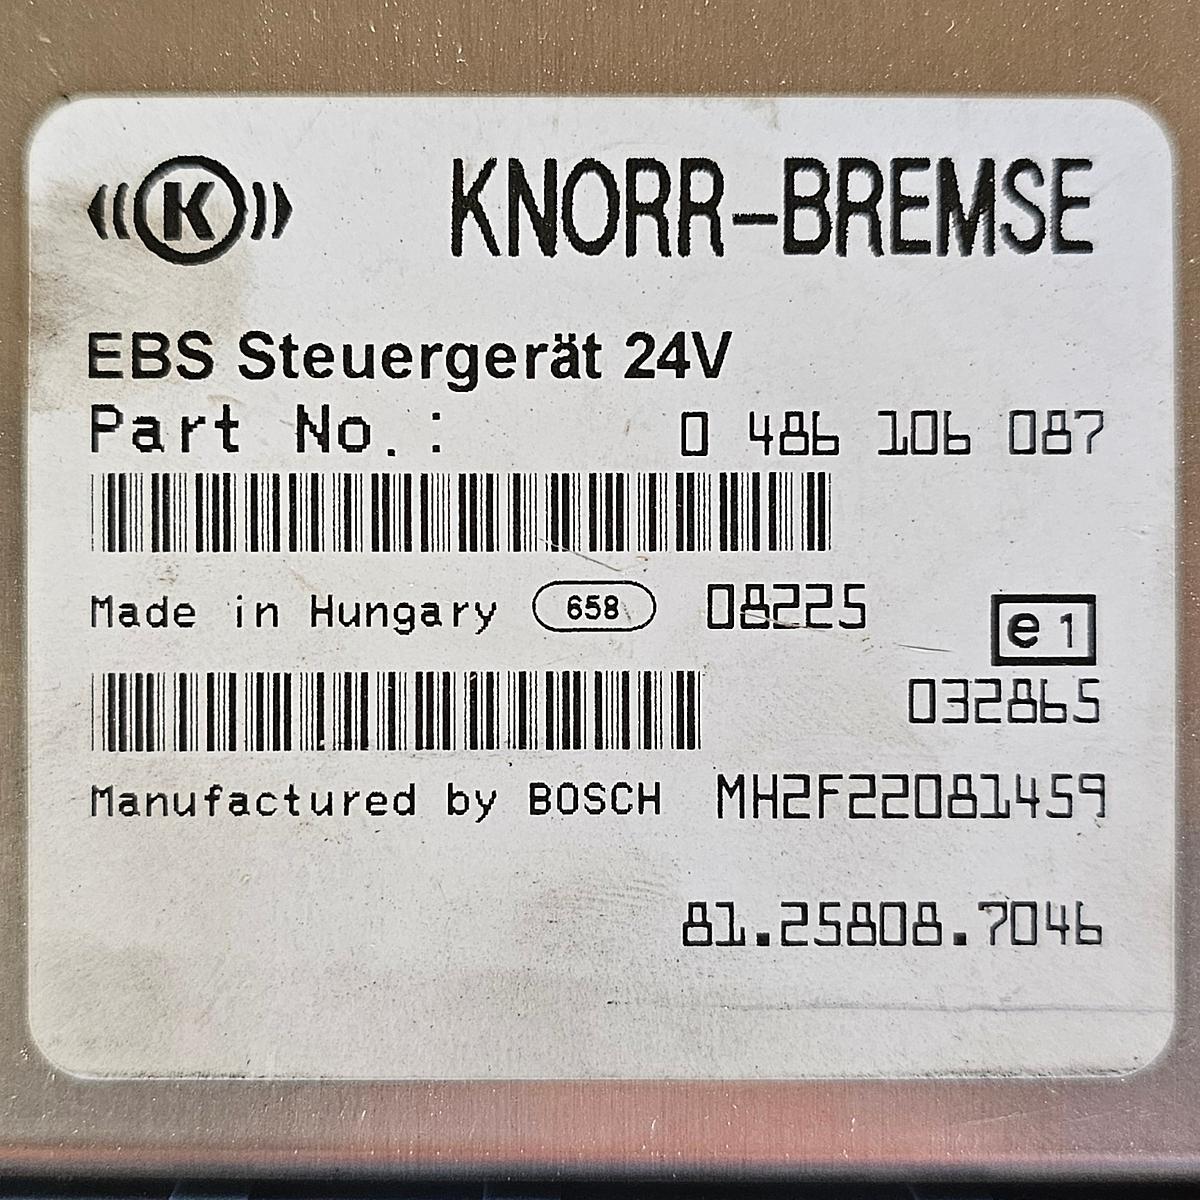 K KNORR-BREMSE
EBS Steuergerät 24V
Part No.: 0 486 106 087
Made in Hungary 658 08225
e1
032865
Manufactured by BOSCH MH2F22081459
81.25808.7046